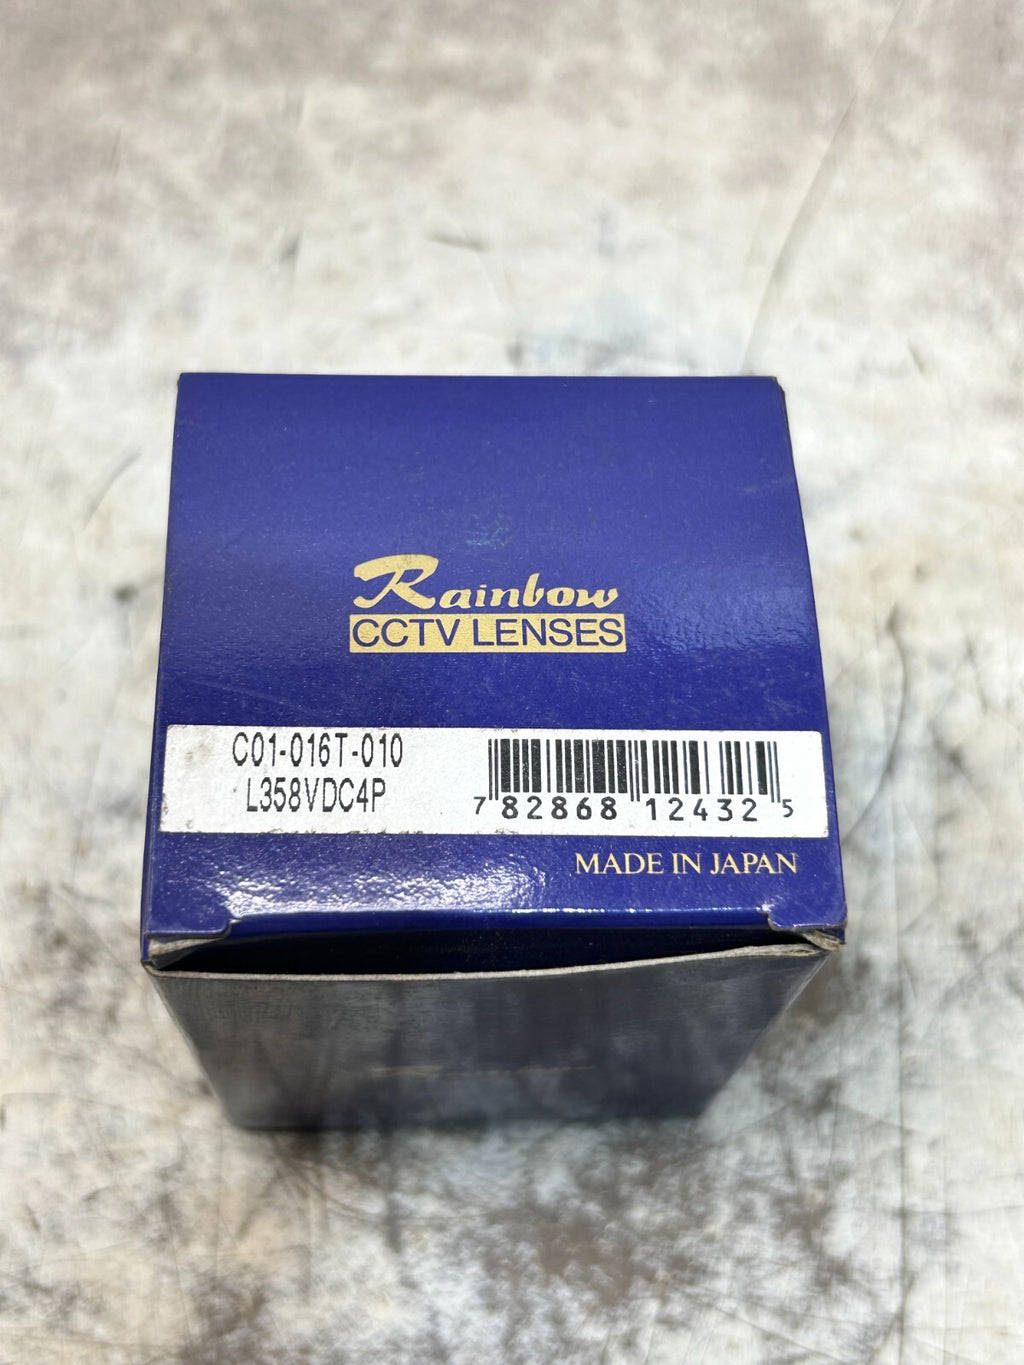 Rainbow
CCTV LENSES
C01-016T-010
L358VDC4P
7 82868 12432 5
MADE IN JAPAN